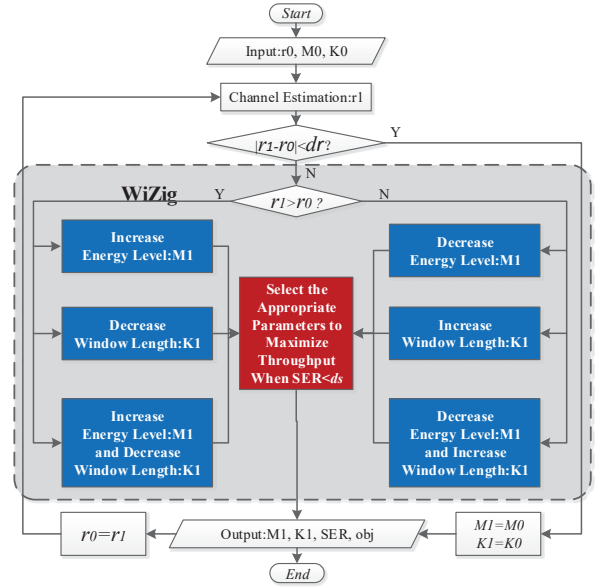 Start
Input:r0, M0, K0
Channel Estimation:r1
|r1-r0|<dr?
Y
N
WiZig
Y
r1>r0 ?
N
Increase
Energy Level:M1
Decrease
Window Length:K1
Increase
Energy Level:M1
and Decrease
Window Length:K1
Select the
Appropriate
Parameters to
Maximize
Throughput
When SER<ds
Decrease
Energy Level:M1
Increase
Window Length:K1
Decrease
Energy Level:M1
and Increase
Window Length:K1
r0=r1
Output:M1, K1, SER, obj
M1=M0
K1=K0
End